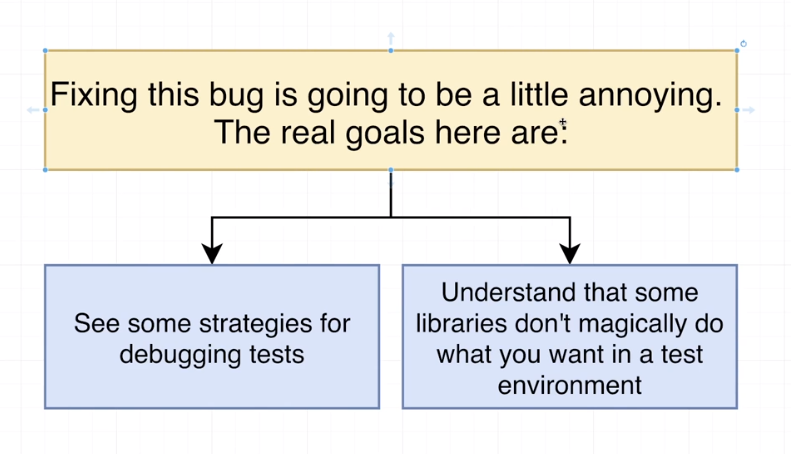 Fixing this bug is going to be a little annoying.
The real goals here are:
See some strategies for
debugging tests
Understand that some
libraries don't magically do
what you want in a test
environment